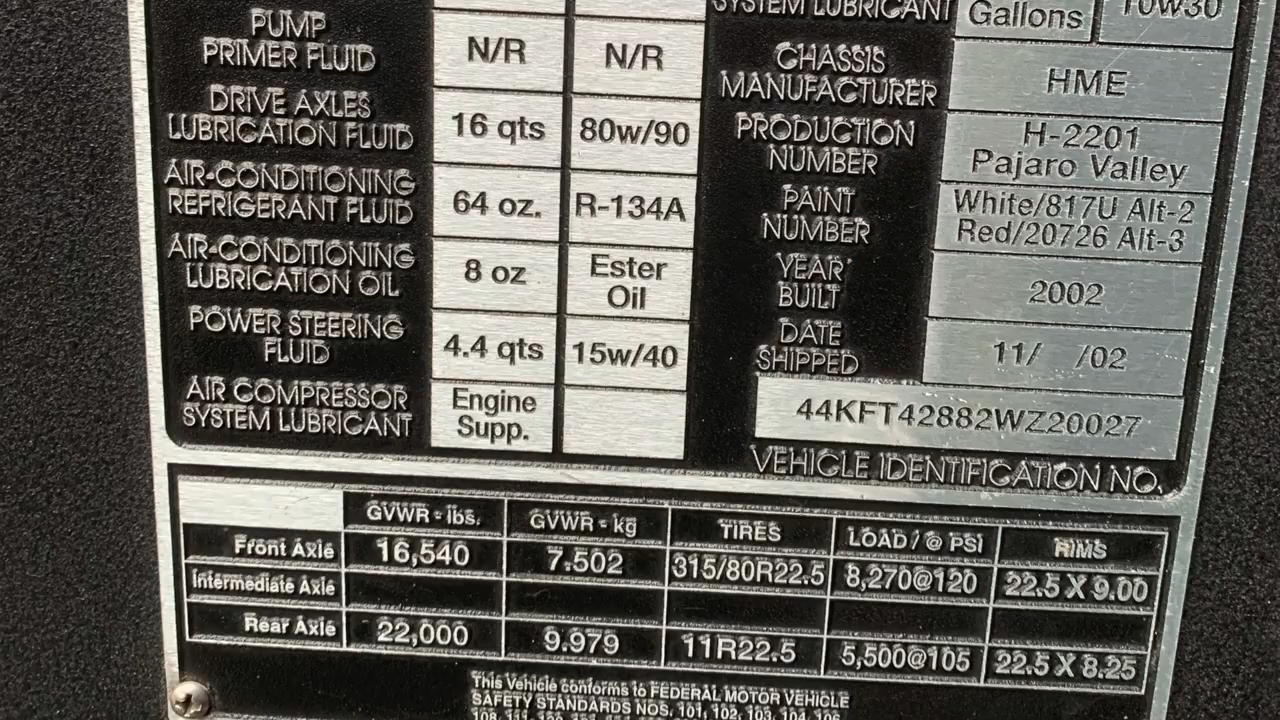 PUMP
PRIMER FLUID
N/R
N/R
DRIVE AXLES
LUBRICATION FLUID
16 qts
80w/90
AIR-CONDITIONING
REFRIGERANT FLUID
64 oz.
R-134A
AIR-CONDITIONING
LUBRICATION OIL
8 oz
Ester
Oil
POWER STEERING
FLUID
4.4 qts
15w/40
AIR COMPRESSOR
SYSTEM LUBRICANT
Engine
Supp.
SYSTEM LUBRICANT
Gallons
10w30
CHASSIS
MANUFACTURER
HME
PRODUCTION
NUMBER
H-2201
Pajaro Valley
PAINT
NUMBER
White/817U Alt-2
Red/20726 Alt-3
YEAR
BUILT
2002
DATE
SHIPPED
11/ /02
44KFT42882WZ20027
VEHICLE IDENTIFICATION NO.
GVWR - lbs.
GVWR - kg
TIRES
LOAD / @ PSI
RIMS
Front Axle
16,540
7.502
315/80R22.5
8,270@120
22.5 X 9.00
Intermediate Axle
Rear Axle
22,000
9.979
11R22.5
5,500@105
22.5 X 8.25
This Vehicle conforms to FEDERAL MOTOR VEHICLE
SAFETY STANDARDS NOS. 101, 102, 103, 104, 106